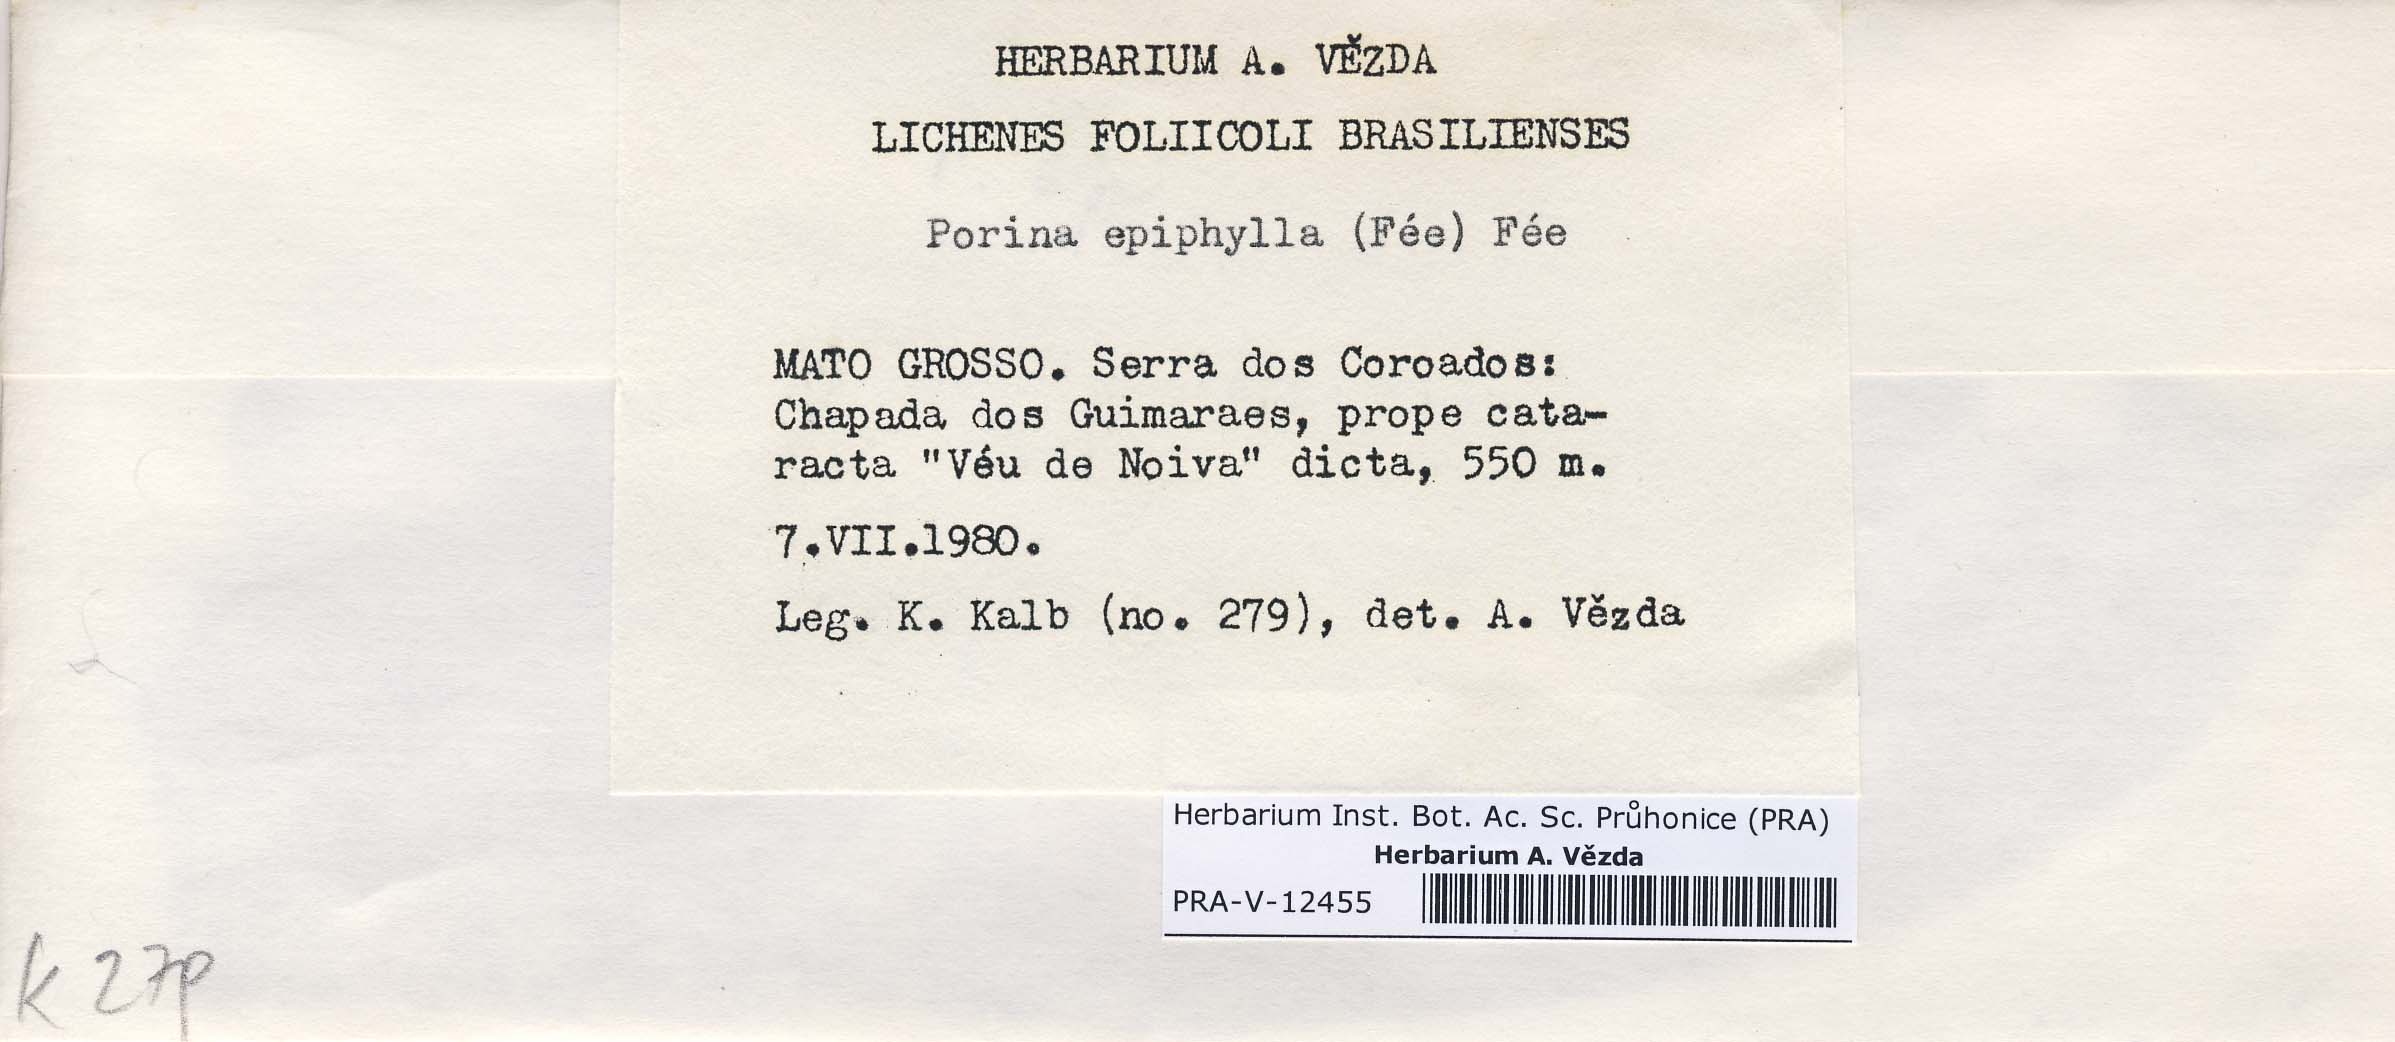 HERBARIUM A. VĚZDA
LICHENES FOLIICOLI BRASILIENSES
Porina epiphylla (Fée) Fée
MATO GROSSO. Serra dos Coroados:
Chapada dos Guimaraes, prope cata-
racta "Véu de Noiva" dicta, 550 m.
7.VII.1980.
Leg. K. Kalb (no. 279), det. A. Vězda
Herbarium Inst. Bot. Ac. Sc. Průhonice (PRA)
Herbarium A. Vězda
PRA-V-12455
K 279